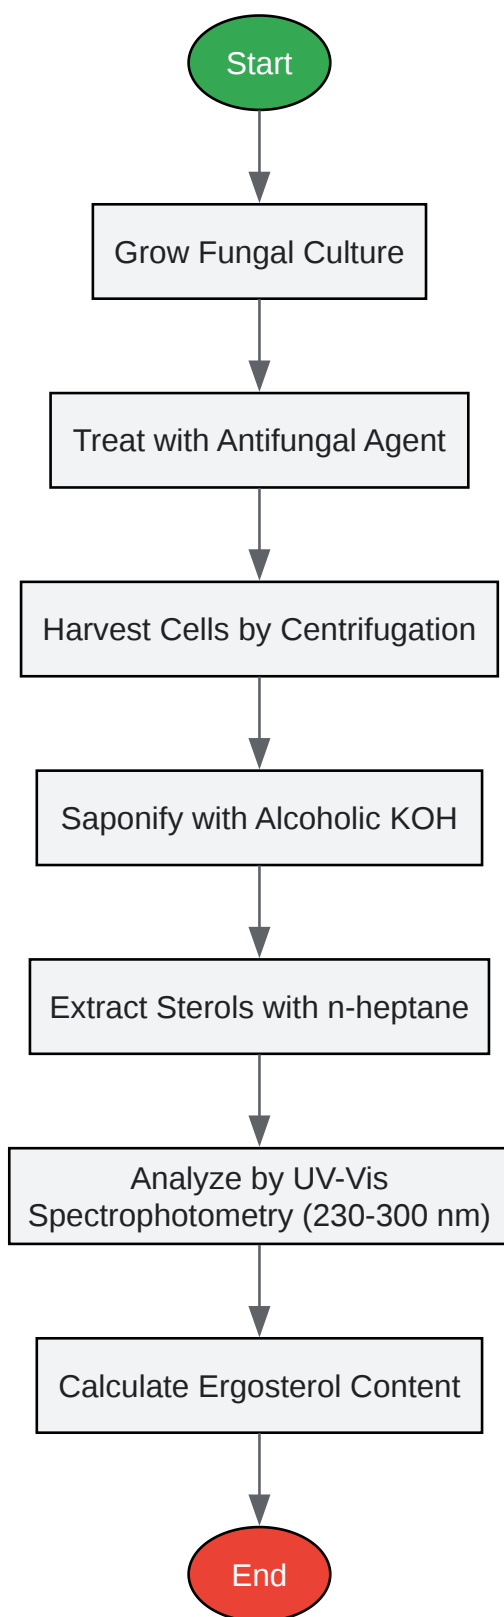 Start
Grow Fungal Culture
Treat with Antifungal Agent
Harvest Cells by Centrifugation
Saponify with Alcoholic KOH
Extract Sterols with n-heptane
Analyze by UV-Vis
Spectrophotometry (230-300 nm)
Calculate Ergosterol Content
End